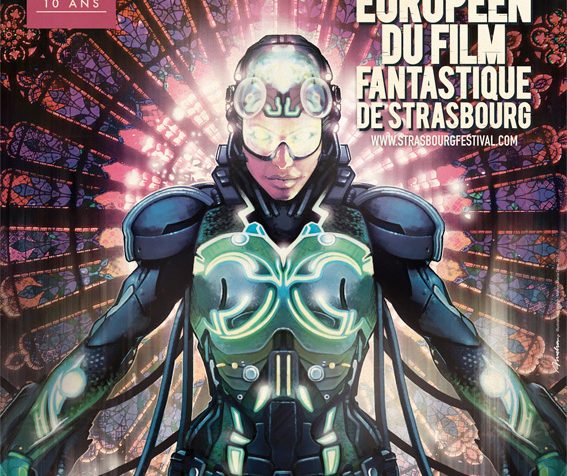 10 ANS
EUROPÉEN
DU FILM
FANTASTIQUE
DE STRASBOURG
WWW.STRASBOURGFESTIVAL.COM